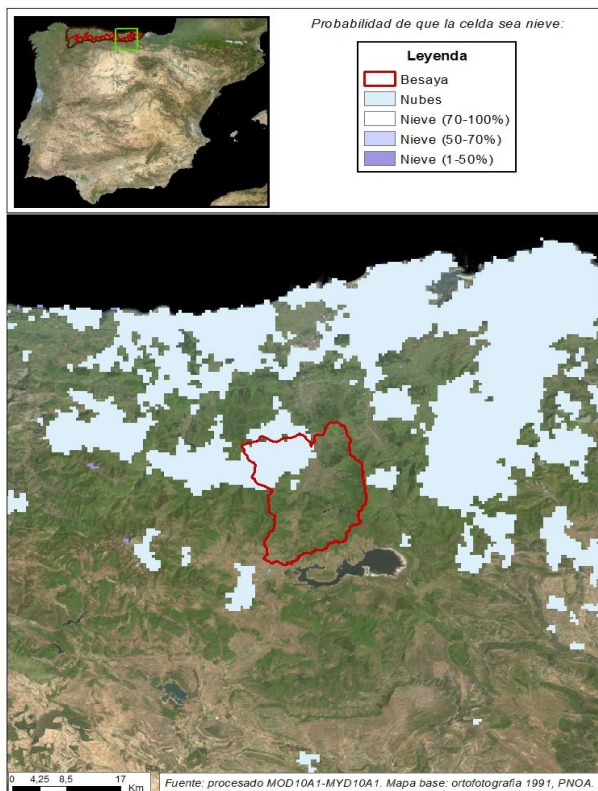 Probabilidad de que la celda sea nieve:
Leyenda
Besaya
Nubes
Nieve (70-100%)
Nieve (50-70%)
Nieve (1-50%)
0 4,25 8,5 17 Km
Fuente: procesado MOD10A1-MYD10A1. Mapa base: ortofotografia 1991, PNOA.